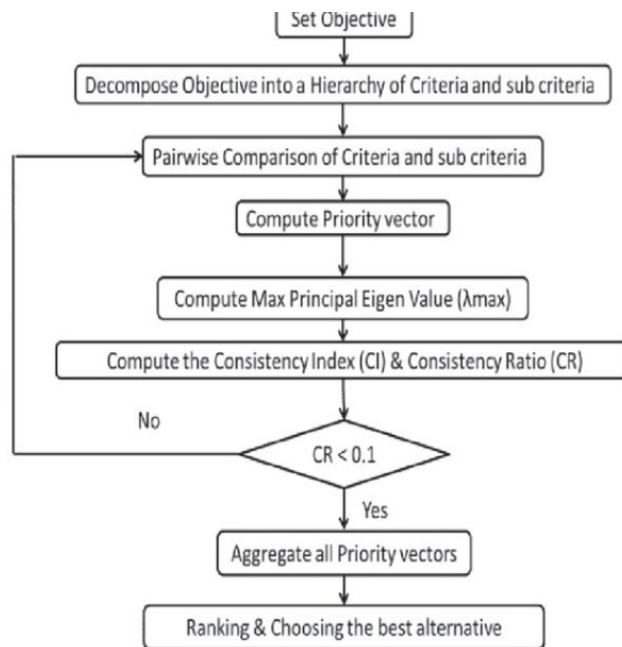 Set Objective
Decompose Objective into a Hierarchy of Criteria and sub criteria
Pairwise Comparison of Criteria and sub criteria
Compute Priority vector
Compute Max Principal Eigen Value (λmax)
Compute the Consistency Index (CI) & Consistency Ratio (CR)
No
CR < 0.1
Yes
Aggregate all Priority vectors
Ranking & Choosing the best alternative